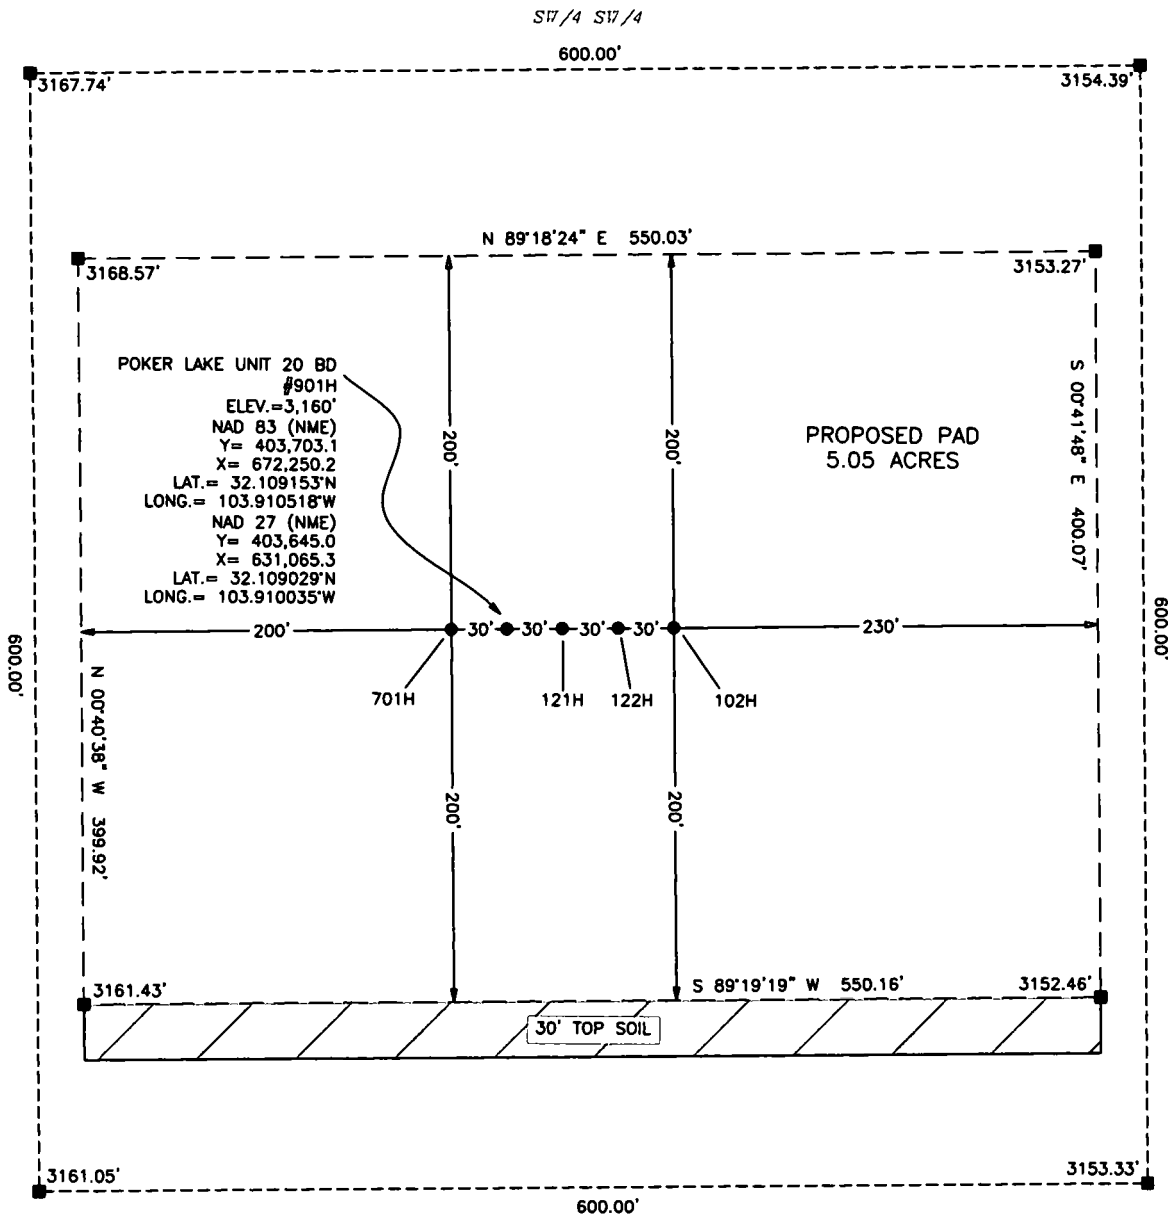 SW/4 SW/4
600.00'
3167.74'
3154.39'
N 89°18'24" E 550.03'
3168.57'
3153.27'
POKER LAKE UNIT 20 BD
#901H
ELEV.=3,160'
NAD 83 (NME)
Y= 403,703.1
X= 672,250.2
LAT.= 32.109153°N
LONG.= 103.910518°W
NAD 27 (NME)
Y= 403,645.0
X= 631,065.3
LAT.= 32.109029°N
LONG.= 103.910035°W
200'
200'
PROPOSED PAD
5.05 ACRES
S 00°41'48" E 400.07'
200'
30'
30'
30'
30'
230'
600.00'
600.00'
701H
121H
122H
102H
N 00°40'38" W 399.92'
200'
200'
3161.43'
S 89°19'19" W 550.16'
3152.46'
30' TOP SOIL
3161.05'
3153.33'
600.00'